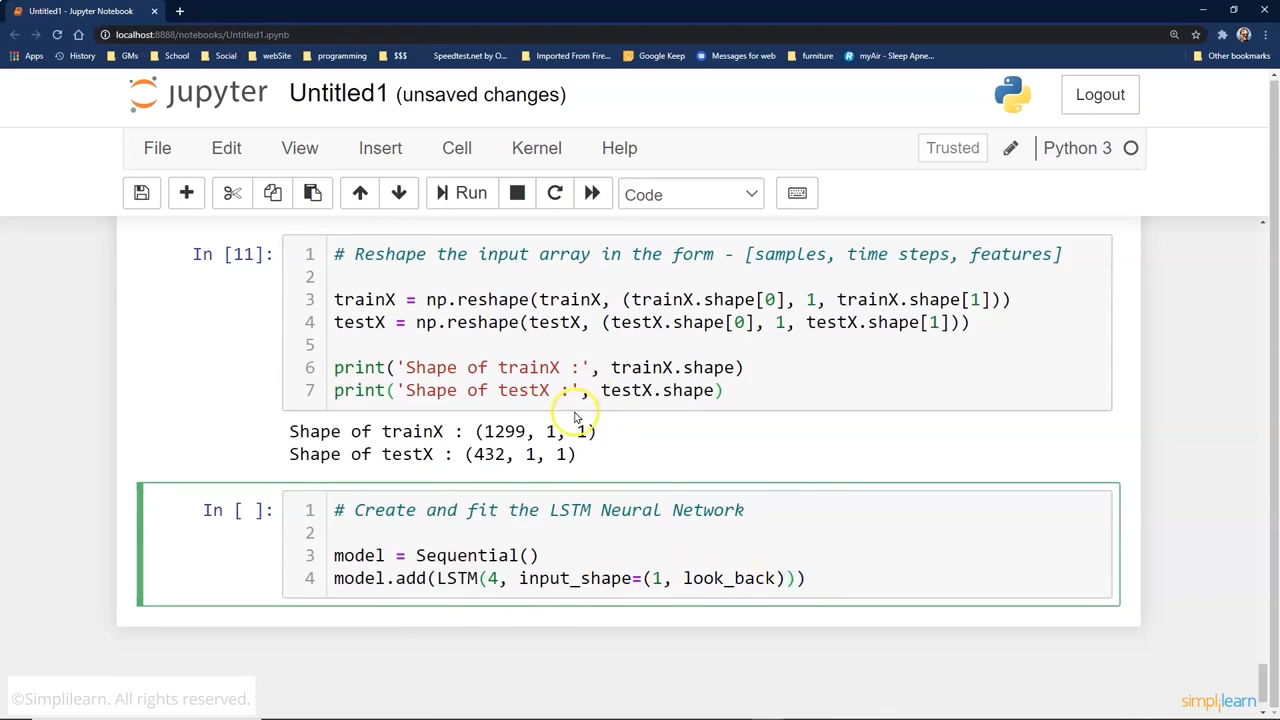 Untitled1 - Jupyter Notebook
localhost:8888/notebooks/Untitled1.ipynb
Apps History GMs School Social webSite programming $$$ Speedtest.net by O... Imported From Fire... Google Keep Messages for web furniture myAir - Sleep Apne... Other bookmarks
jupyter Untitled1 (unsaved changes) Logout
File Edit View Insert Cell Kernel Help Trusted Python 3
Run Code
In [11]: 1 # Reshape the input array in the form - [samples, time steps, features]
2
3 trainX = np.reshape(trainX, (trainX.shape[0], 1, trainX.shape[1]))
4 testX = np.reshape(testX, (testX.shape[0], 1, testX.shape[1]))
5
6 print('Shape of trainX :', trainX.shape)
7 print('Shape of testX :', testX.shape)
Shape of trainX : (1299, 1, 1)
Shape of testX : (432, 1, 1)
In [ ]: 1 # Create and fit the LSTM Neural Network
2
3 model = Sequential()
4 model.add(LSTM(4, input_shape=(1, look_back)))
©Simplilearn. All rights reserved.
simplilearn